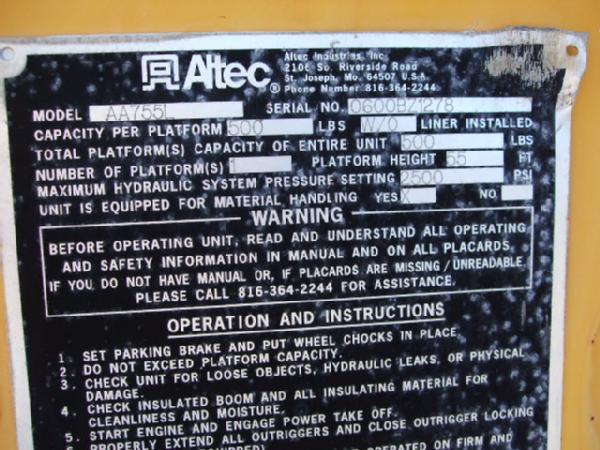 Altec®
Altec Industries, Inc.
2106 So. Riverside Road
St. Joseph, Mo. 64507 U.S.A.
Phone Number 816-364-2244
MODEL AA755L SERIAL NO. 0600BZ1278
CAPACITY PER PLATFORM 500 LBS W/O LINER INSTALLED
TOTAL PLATFORM(S) CAPACITY OF ENTIRE UNIT 500 LBS
NUMBER OF PLATFORM(S) 1 PLATFORM HEIGHT 55 FT
MAXIMUM HYDRAULIC SYSTEM PRESSURE SETTING 2500 PSI
UNIT IS EQUIPPED FOR MATERIAL HANDLING YES X NO
WARNING
BEFORE OPERATING UNIT, READ AND UNDERSTAND ALL OPERATING
AND SAFETY INFORMATION IN MANUAL AND ON ALL PLACARDS.
IF YOU DO NOT HAVE MANUAL OR, IF PLACARDS ARE MISSING/UNREADABLE,
PLEASE CALL 816-364-2244 FOR ASSISTANCE.
OPERATION AND INSTRUCTIONS
1. SET PARKING BRAKE AND PUT WHEEL CHOCKS IN PLACE.
2. DO NOT EXCEED PLATFORM CAPACITY.
3. CHECK UNIT FOR LOOSE OBJECTS, HYDRAULIC LEAKS, OR PHYSICAL
DAMAGE.
4. CHECK INSULATED BOOM AND ALL INSULATING MATERIAL FOR
CLEANLINESS AND MOISTURE.
5. START ENGINE AND ENGAGE POWER TAKE OFF.
6. PROPERLY EXTEND ALL OUTRIGGERS AND CLOSE OUTRIGGER LOCKING
OPERATED ON FIRM AND